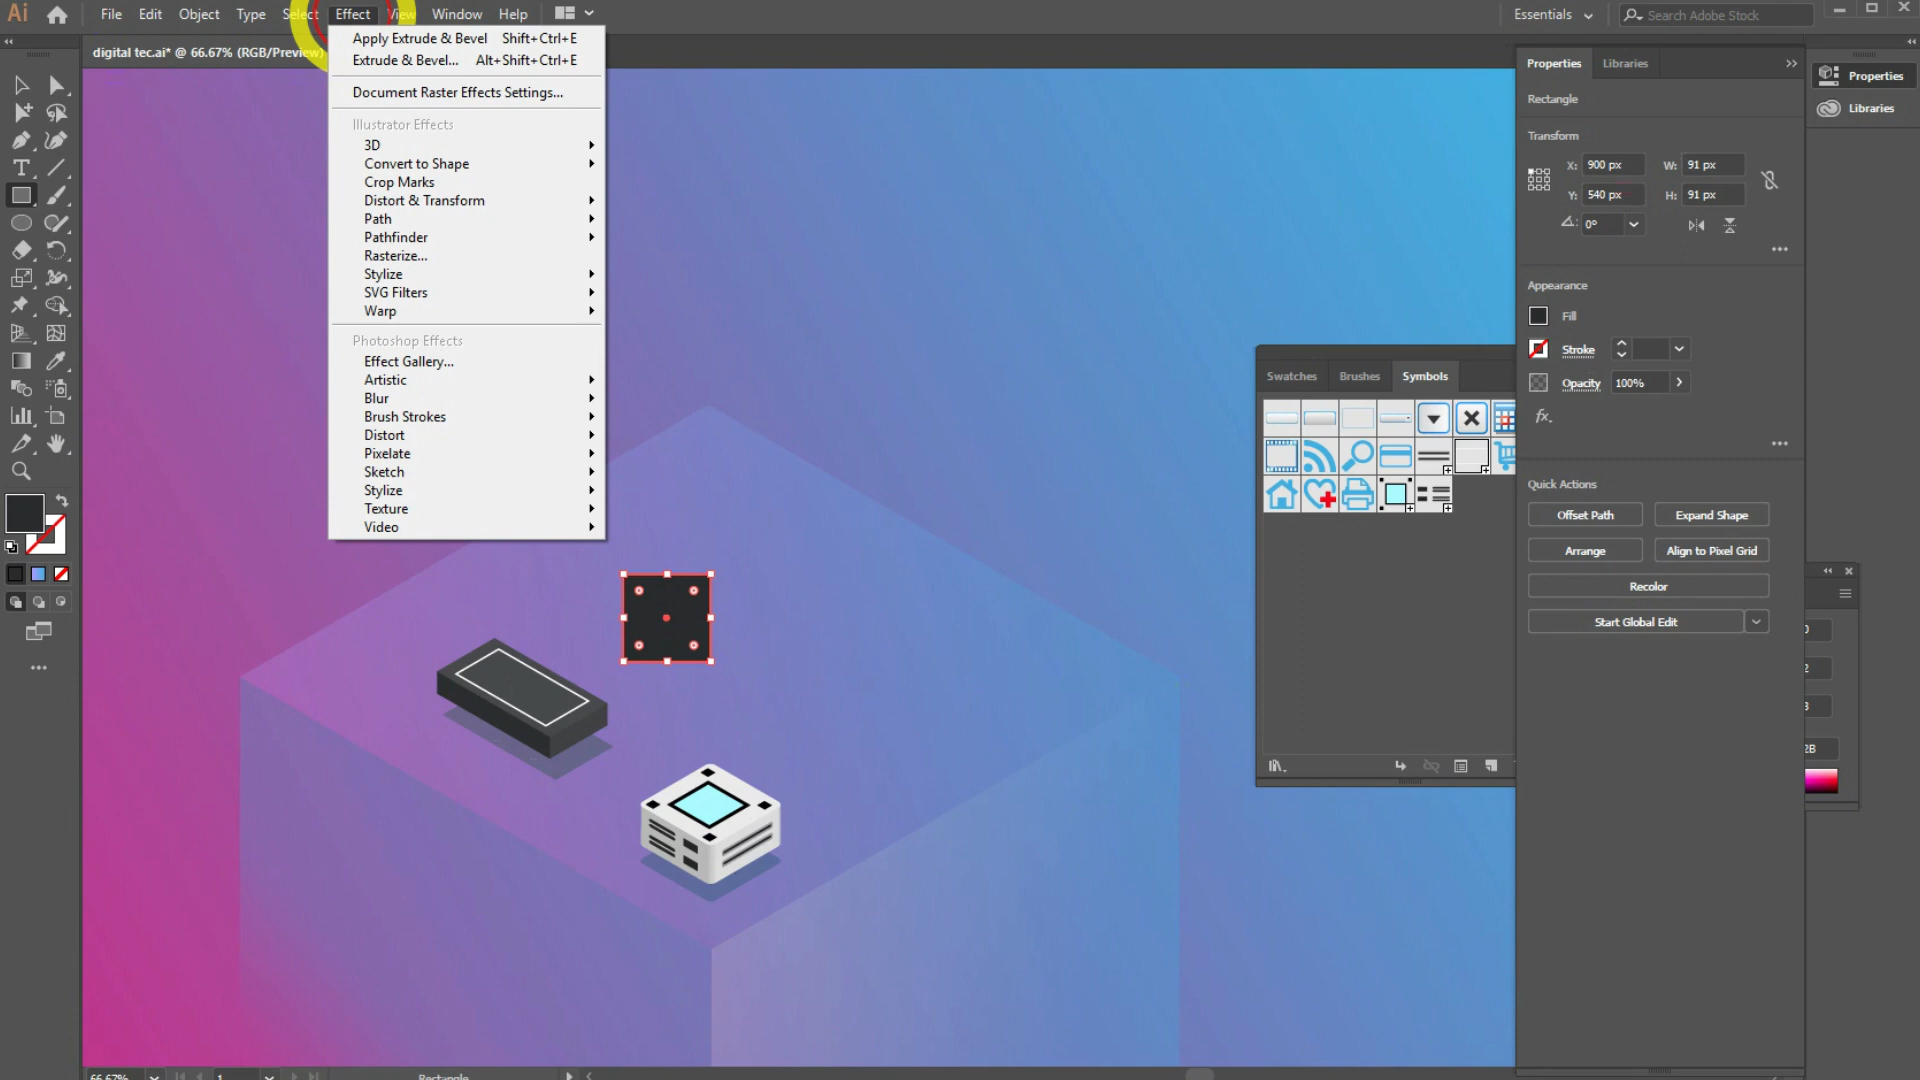 Ai
File Edit Object Type Select Effect View Window Help
Essentials
Search Adobe Stock
digital tec.ai* @ 66.67% (RGB/Preview)
Apply Extrude & Bevel Shift+Ctrl+E
Extrude & Bevel... Alt+Shift+Ctrl+E
Document Raster Effects Settings...
Illustrator Effects
3D
Convert to Shape
Crop Marks
Distort & Transform
Path
Pathfinder
Rasterize...
Stylize
SVG Filters
Warp
Photoshop Effects
Effect Gallery...
Artistic
Blur
Brush Strokes
Distort
Pixelate
Sketch
Stylize
Texture
Video
Swatches Brushes Symbols
Properties Libraries
Rectangle
Transform
X: 900 px W: 91 px
Y: 540 px H: 91 px
0°
Appearance
Fill
Stroke
Opacity 100%
fx.
Quick Actions
Offset Path Expand Shape
Arrange Align to Pixel Grid
Recolor
Start Global Edit
Properties
Libraries
2B
66.67% 1 Rectangle